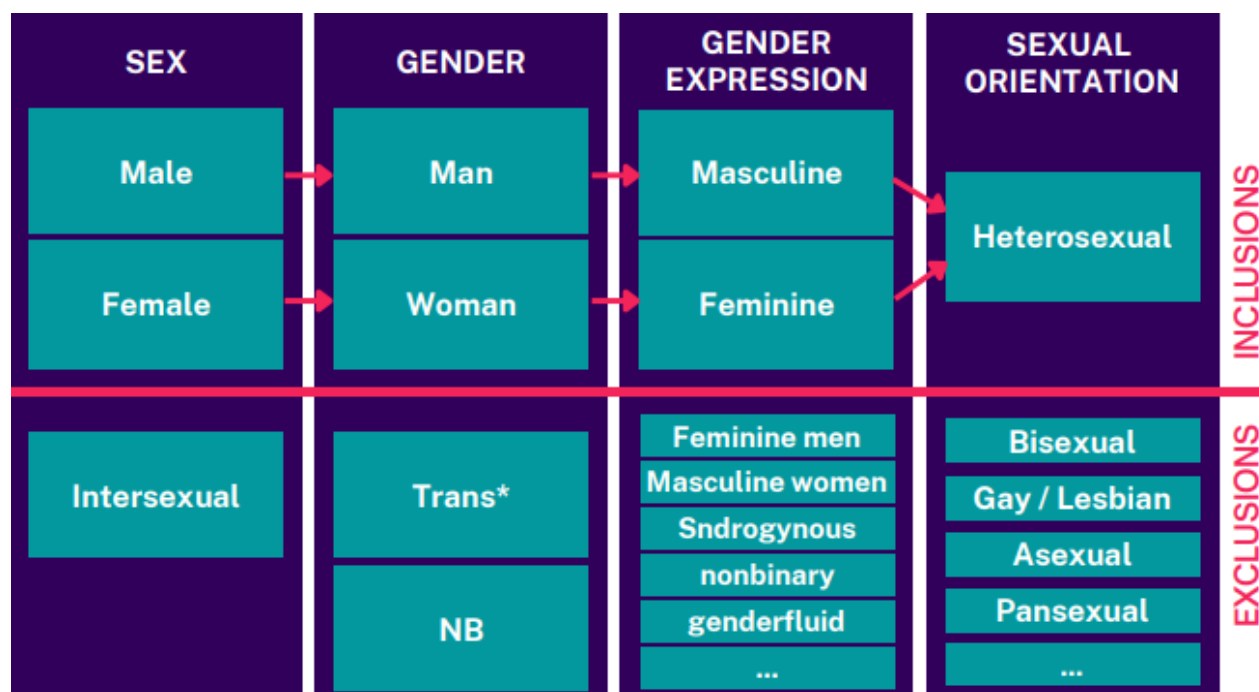 SEX
GENDER
GENDER
EXPRESSION
SEXUAL
ORIENTATION
Male
Man
Masculine
Heterosexual
Female
Woman
Feminine
INCLUSIONS
Intersexual
Trans*
NB
Feminine men
Masculine women
Sndrogynous
nonbinary
genderfluid
...
Bisexual
Gay / Lesbian
Asexual
Pansexual
...
EXCLUSIONS